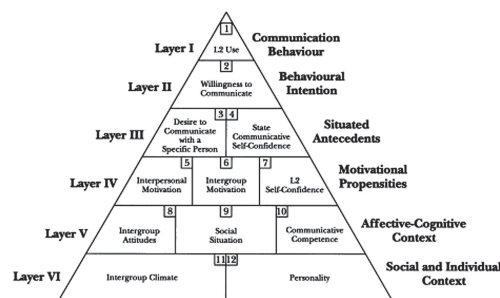 1
Layer I
L2 Use
Communication
Behaviour
2
Layer II
Willingness to
Communicate
Behavioural
Intention
3 4
Layer III
Desire to
Communicate
with a
Specific Person
State
Communicative
Self-Confidence
Situated
Antecedents
5 6 7
Layer IV
Interpersonal
Motivation
Intergroup
Motivation
L2
Self-Confidence
Motivational
Propensities
8 9 10
Layer V
Intergroup
Attitudes
Social
Situation
Communicative
Competence
Affective-Cognitive
Context
11 12
Layer VI
Intergroup Climate
Personality
Social and Individual
Context